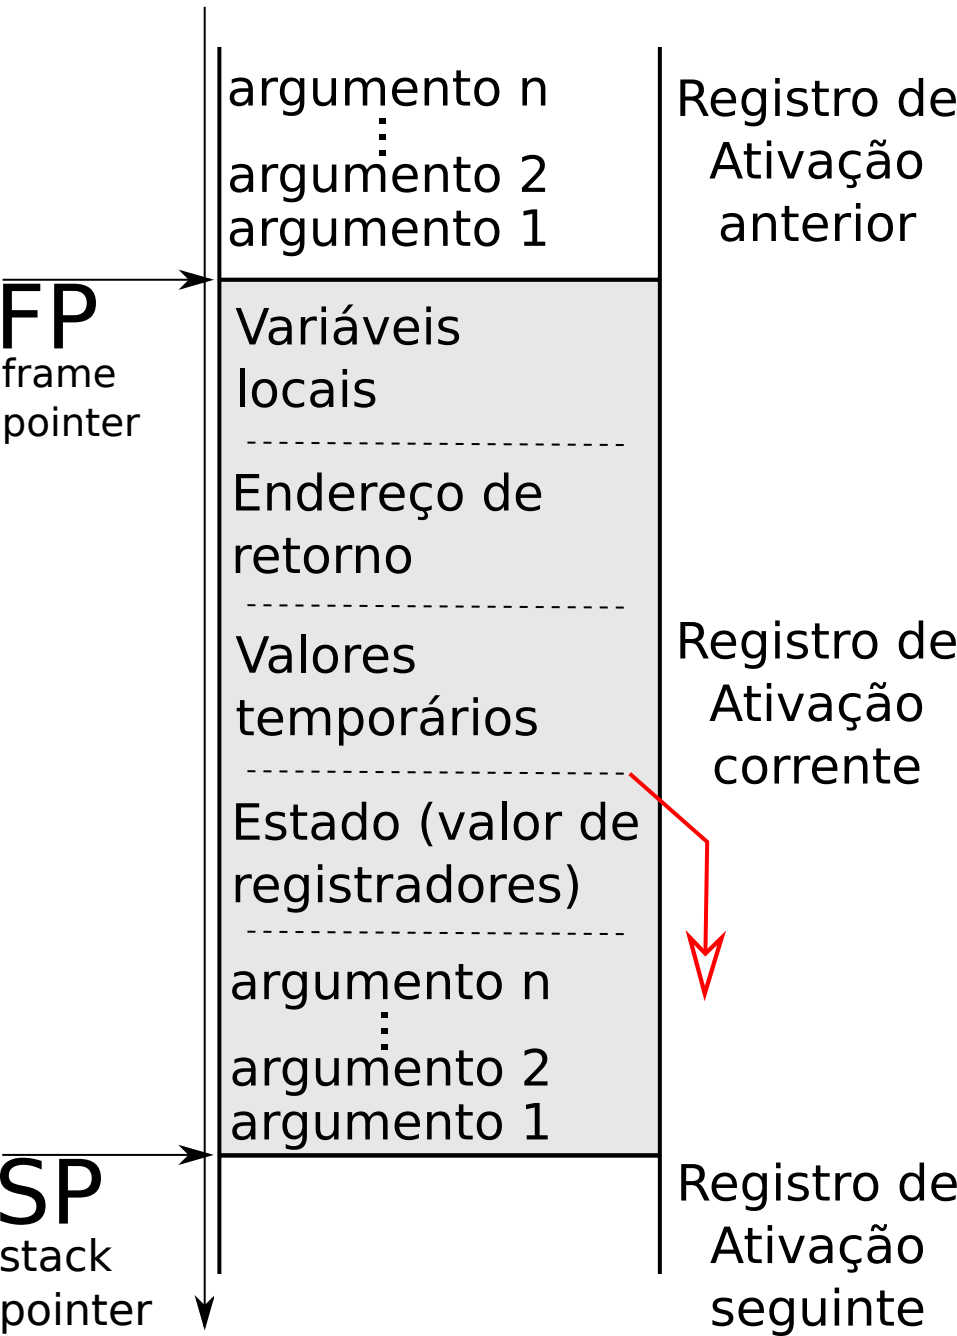 argumento n
argumento 2
argumento 1
Registro de
Ativação
anterior
FP
frame
pointer
Variáveis
locais
Endereço de
retorno
Valores
temporários
Estado (valor de
registradores)
argumento n
argumento 2
argumento 1
Registro de
Ativação
corrente
SP
stack
pointer
Registro de
Ativação
seguinte